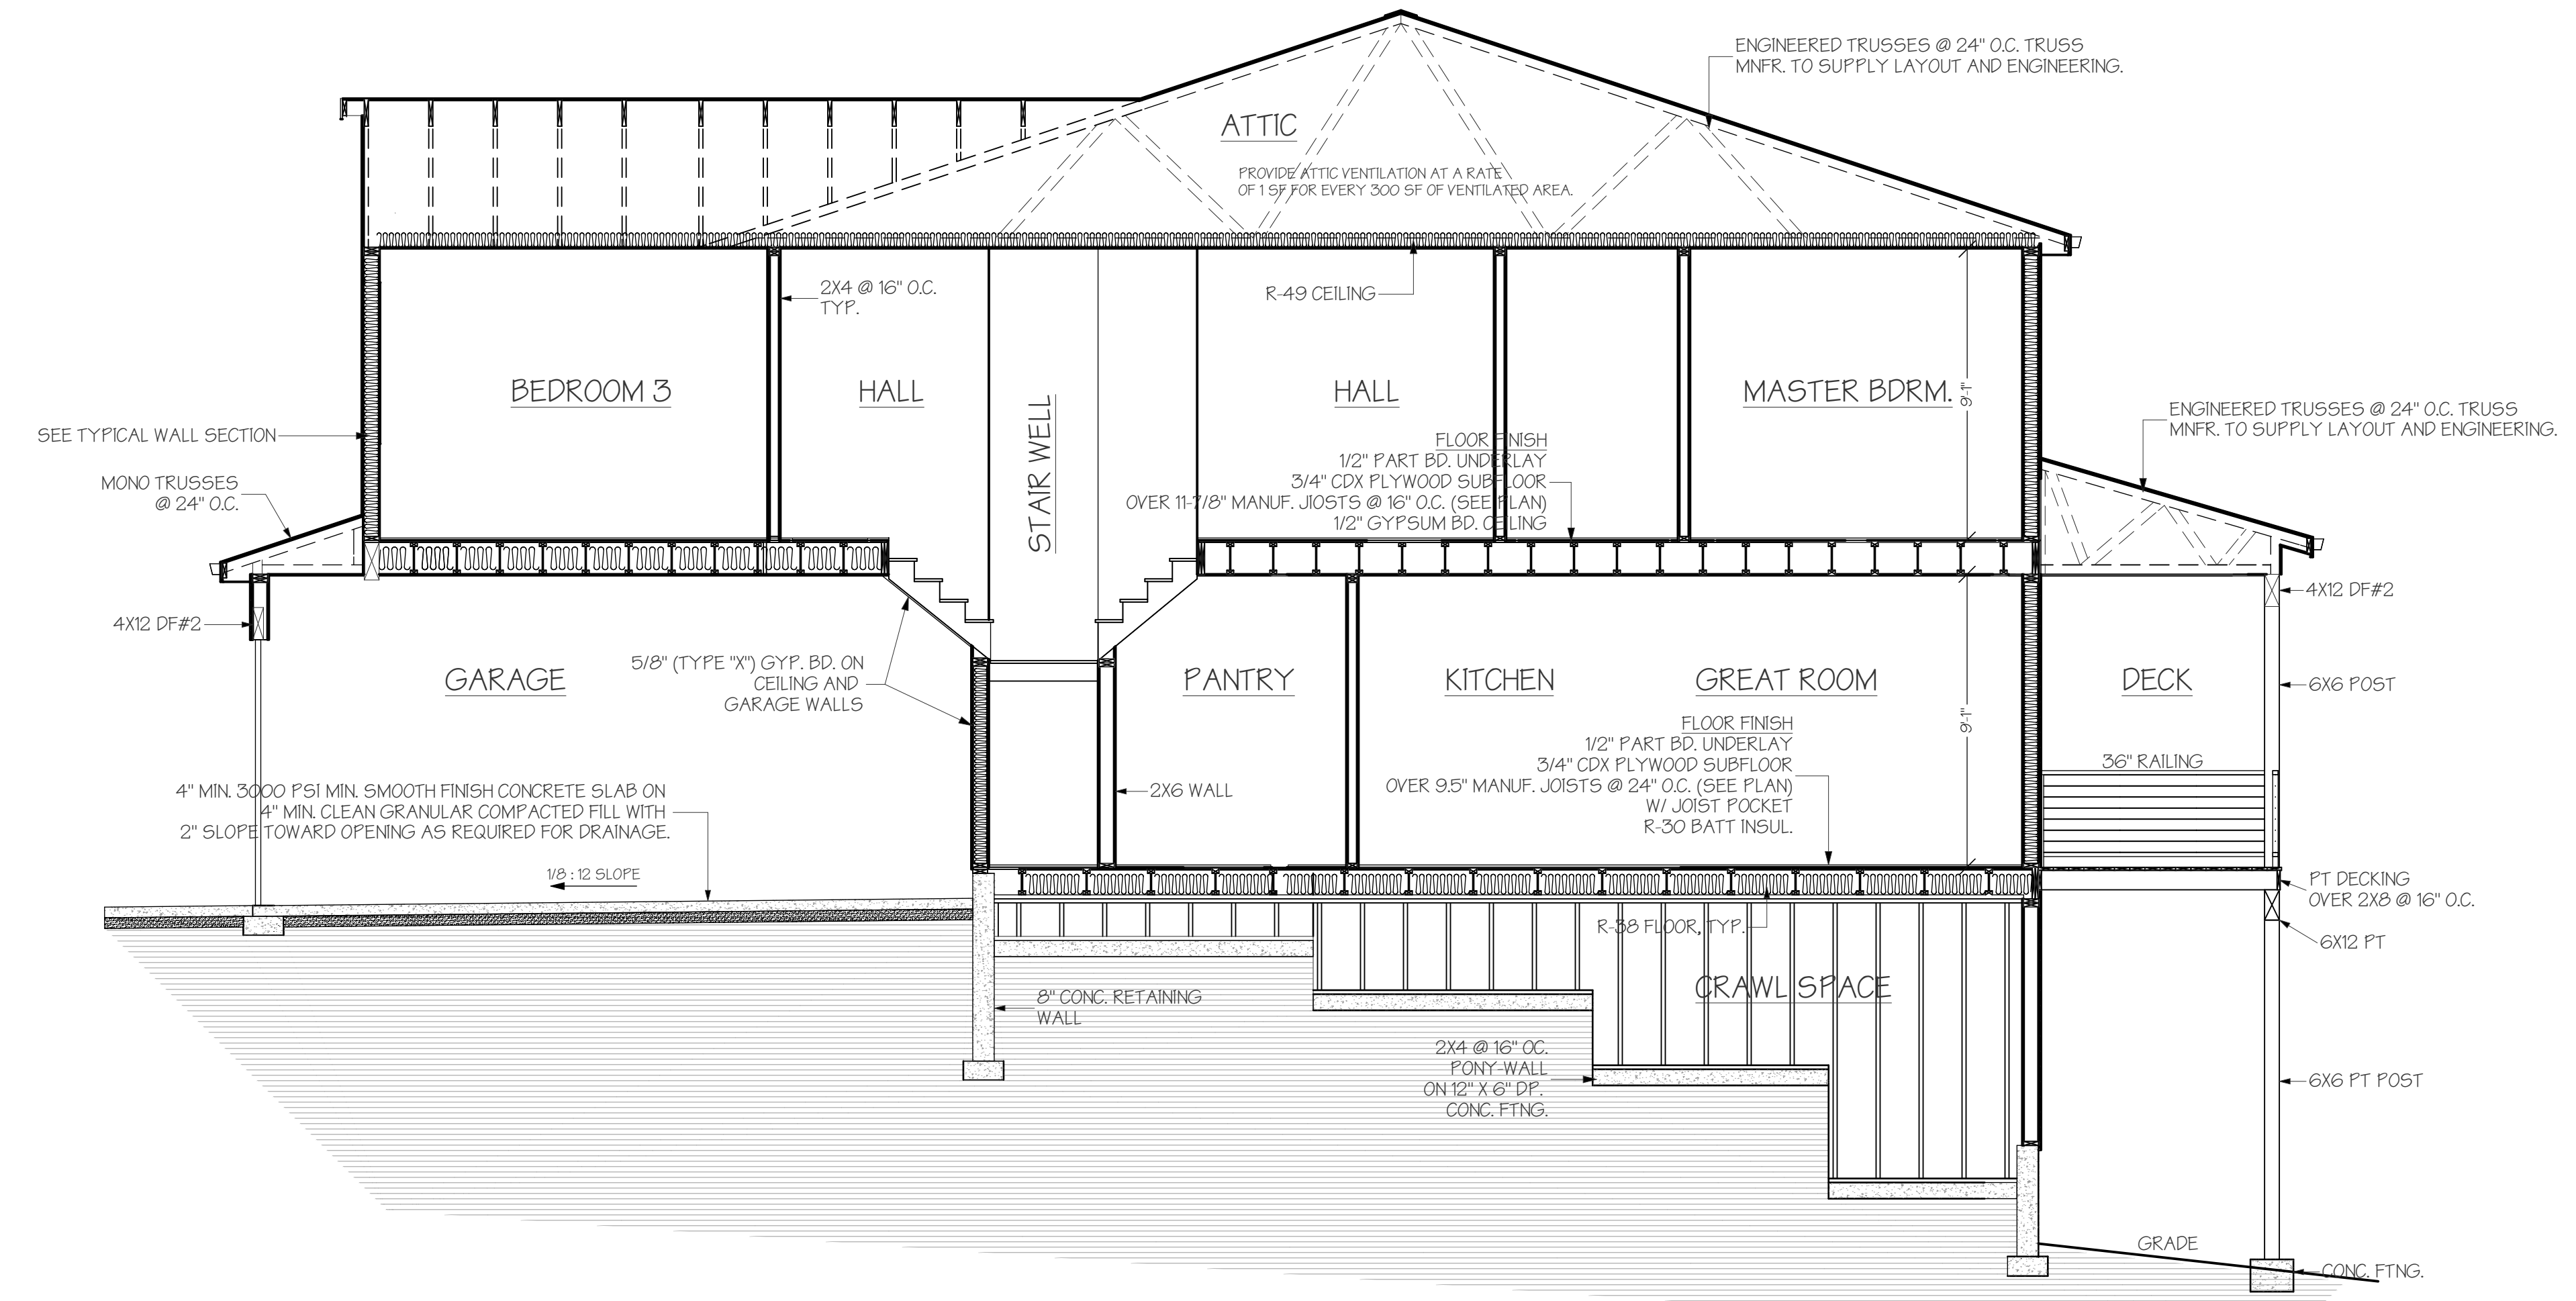 ENGINEERED TRUSSES @ 24" O.C. TRUSS
MNFR. TO SUPPLY LAYOUT AND ENGINEERING.
ATTIC
PROVIDE ATTIC VENTILATION AT A RATE
OF 1 SF FOR EVERY 300 SF OF VENTILATED AREA.
2X4 @ 16" O.C.
TYP.
R-49 CEILING
BEDROOM 3
HALL
STAIR WELL
HALL
MASTER BDRM.
9'-1"
SEE TYPICAL WALL SECTION
MONO TRUSSES
@ 24" O.C.
FLOOR FINISH
1/2" PART BD. UNDERLAY
3/4" CDX PLYWOOD SUBFLOOR
OVER 11-7/8" MANUF. JIOSTS @ 16" O.C. (SEE PLAN)
1/2" GYPSUM BD. CEILING
ENGINEERED TRUSSES @ 24" O.C. TRUSS
MNFR. TO SUPPLY LAYOUT AND ENGINEERING.
4X12 DF#2
4X12 DF#2
GARAGE
5/8" (TYPE "X") GYP. BD. ON
CEILING AND
GARAGE WALLS
PANTRY
KITCHEN
GREAT ROOM
DECK
6X6 POST
9'-1"
FLOOR FINISH
1/2" PART BD. UNDERLAY
3/4" CDX PLYWOOD SUBFLOOR
OVER 9.5" MANUF. JOISTS @ 24" O.C. (SEE PLAN)
W/ JOIST POCKET
R-30 BATT INSUL.
36" RAILING
2X6 WALL
4" MIN. 3000 PSI MIN. SMOOTH FINISH CONCRETE SLAB ON
4" MIN. CLEAN GRANULAR COMPACTED FILL WITH
2" SLOPE TOWARD OPENING AS REQUIRED FOR DRAINAGE.
1/8 : 12 SLOPE
PT DECKING
OVER 2X8 @ 16" O.C.
R-38 FLOOR, TYP.
6X12 PT
CRAWL SPACE
8" CONC. RETAINING
WALL
2X4 @ 16" OC.
PONY-WALL
ON 12" X 6" DP.
CONC. FTNG.
6X6 PT POST
GRADE
CONC. FTNG.